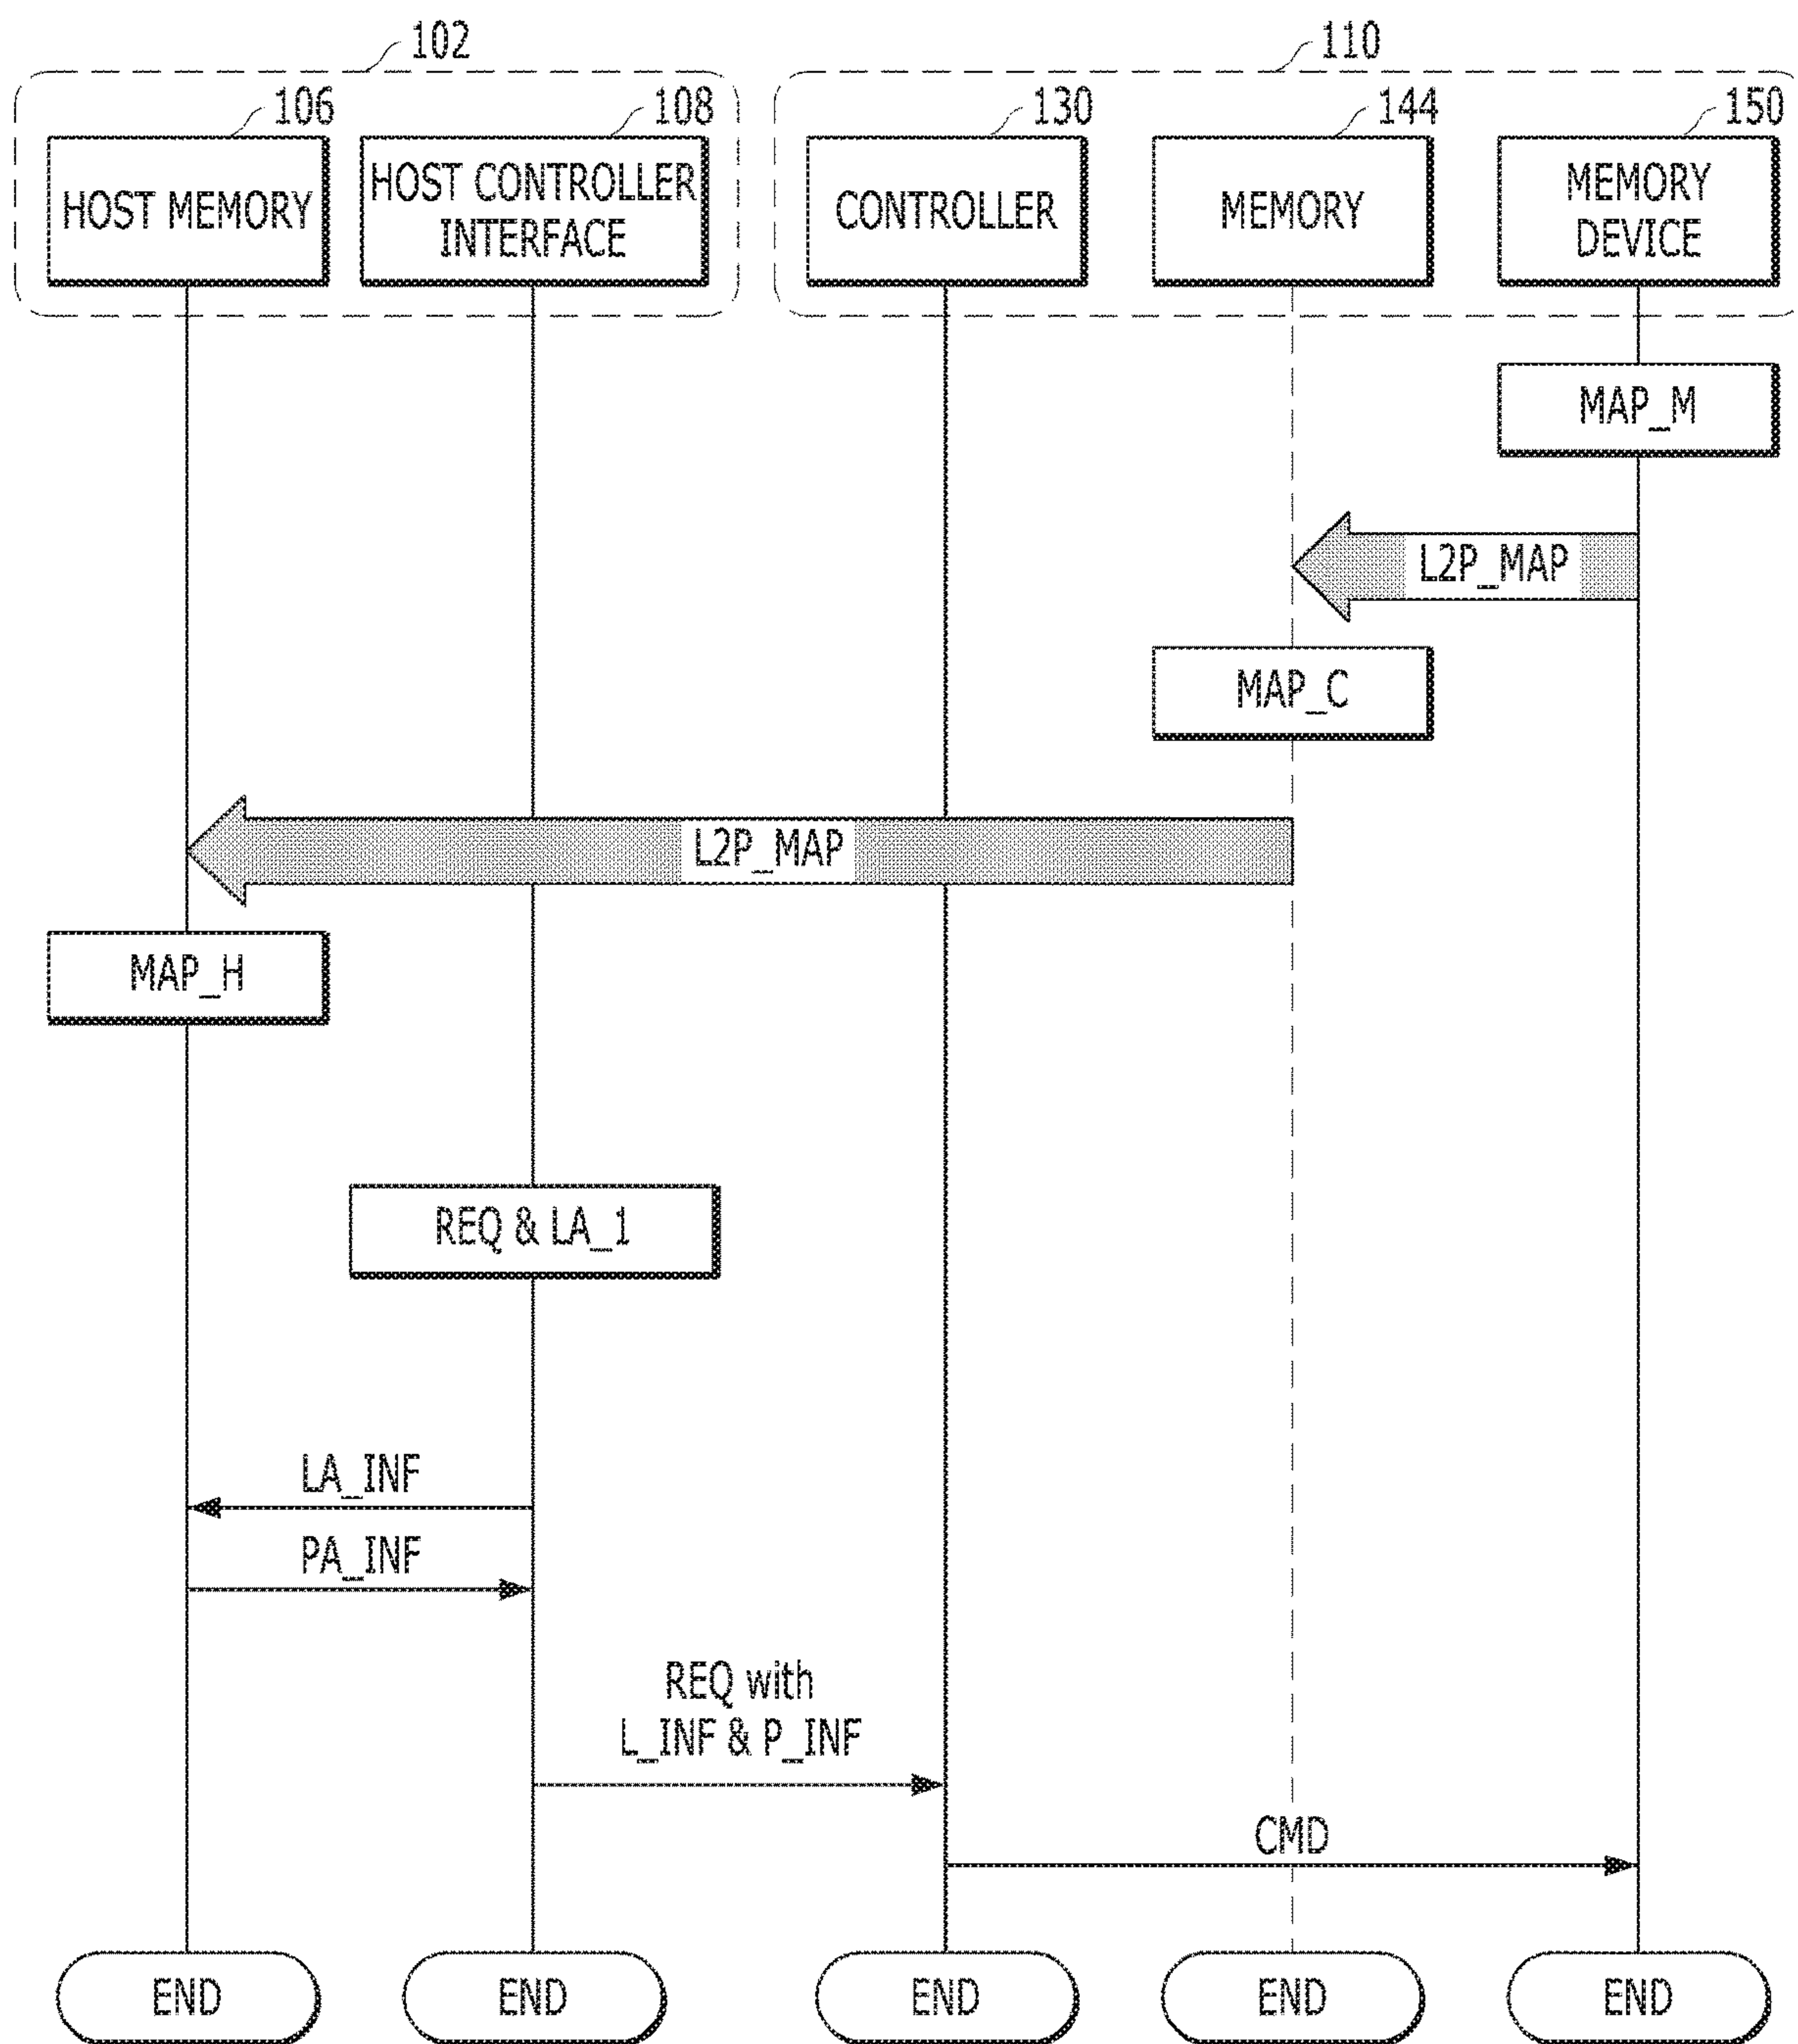 102
110
106
108
130
144
150
HOST MEMORY
HOST CONTROLLER
INTERFACE
CONTROLLER
MEMORY
MEMORY
DEVICE
MAP_M
L2P_MAP
MAP_C
L2P_MAP
MAP_H
REQ & LA_1
LA_INF
PA_INF
REQ with
L_INF & P_INF
CMD
END
END
END
END
END